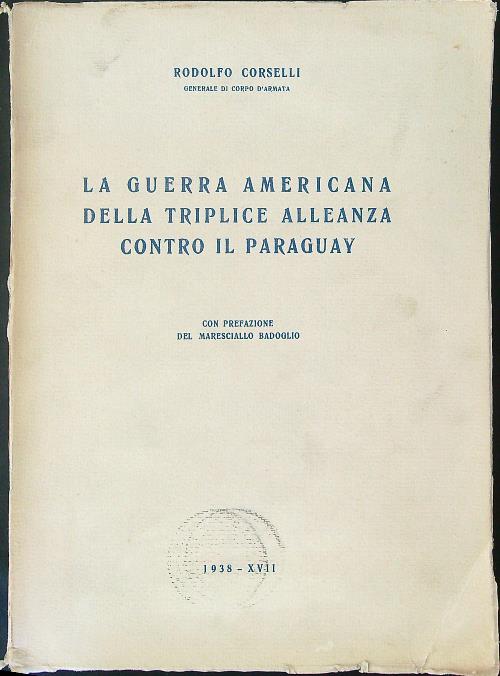 RODOLFO CORSELLI
GENERALE DI CORPO D'ARMATA
LA GUERRA AMERICANA
DELLA TRIPLICE ALLEANZA
CONTRO IL PARAGUAY
CON PREFAZIONE
DEL MARESCIALLO BADOGLIO
1938 - XVII